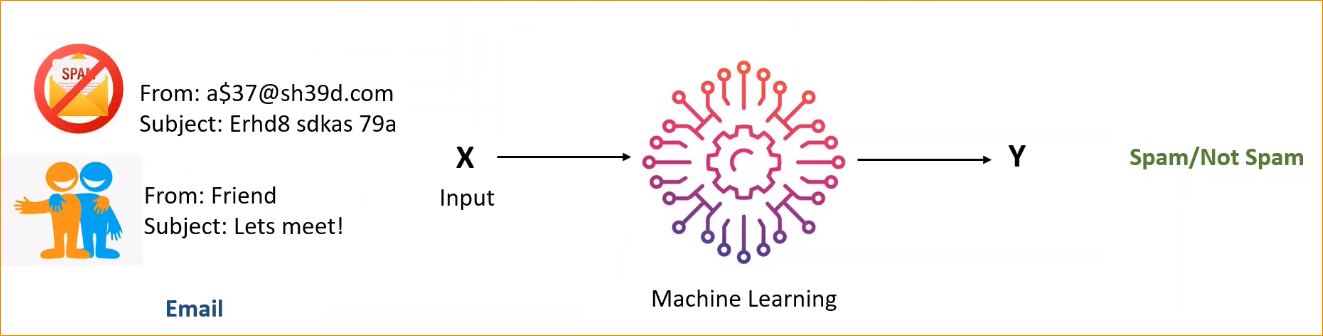 SPAM
From: a$37@sh39d.com
Subject: Erhd8 sdkas 79a
From: Friend
Subject: Lets meet!
Email
X
Input
Machine Learning
Y
Spam/Not Spam